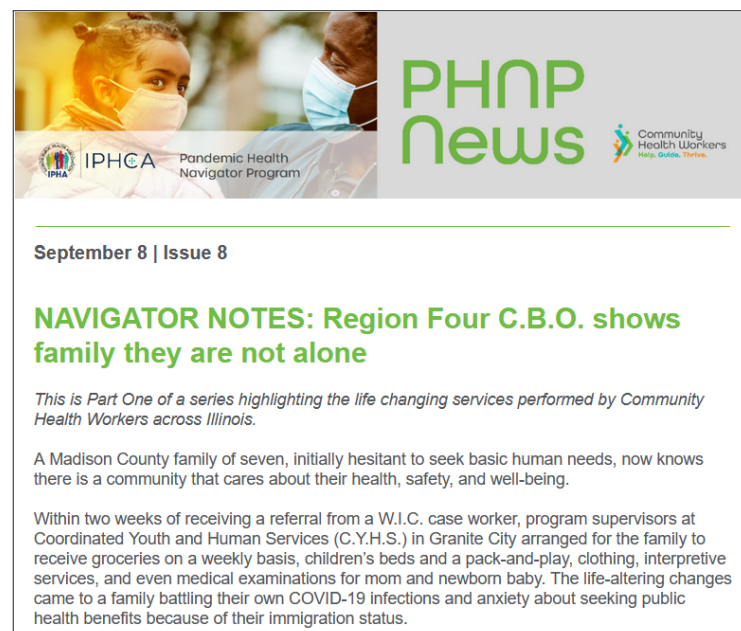 PHNP
News
IPHA
IPHCA
Pandemic Health
Navigator Program
Community
Health Workers
Help. Guide. Thrive.
September 8 | Issue 8
NAVIGATOR NOTES: Region Four C.B.O. shows
family they are not alone
This is Part One of a series highlighting the life changing services performed by Community
Health Workers across Illinois.
A Madison County family of seven, initially hesitant to seek basic human needs, now knows
there is a community that cares about their health, safety, and well-being.
Within two weeks of receiving a referral from a W.I.C. case worker, program supervisors at
Coordinated Youth and Human Services (C.Y.H.S.) in Granite City arranged for the family to
receive groceries on a weekly basis, children’s beds and a pack-and-play, clothing, interpretive
services, and even medical examinations for mom and newborn baby. The life-altering changes
came to a family battling their own COVID-19 infections and anxiety about seeking public
health benefits because of their immigration status.